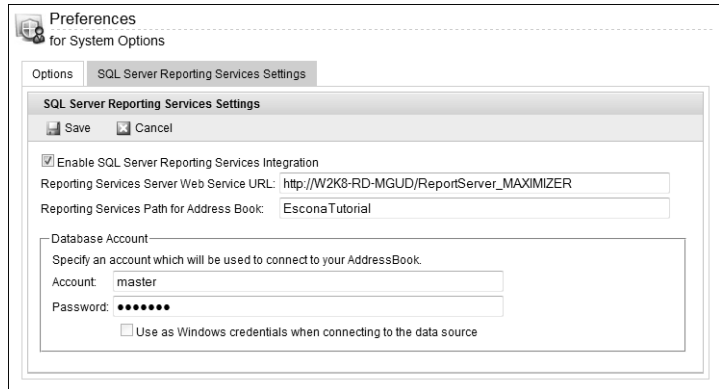 Preferences
for System Options
Options
SQL Server Reporting Services Settings
SQL Server Reporting Services Settings
Save
Cancel
Enable SQL Server Reporting Services Integration
Reporting Services Server Web Service URL: http://W2K8-RD-MGUD/ReportServer_MAXIMIZER
Reporting Services Path for Address Book: EsconaTutorial
Database Account
Specify an account which will be used to connect to your AddressBook.
Account: master
Password: ●●●●●●●
Use as Windows credentials when connecting to the data source